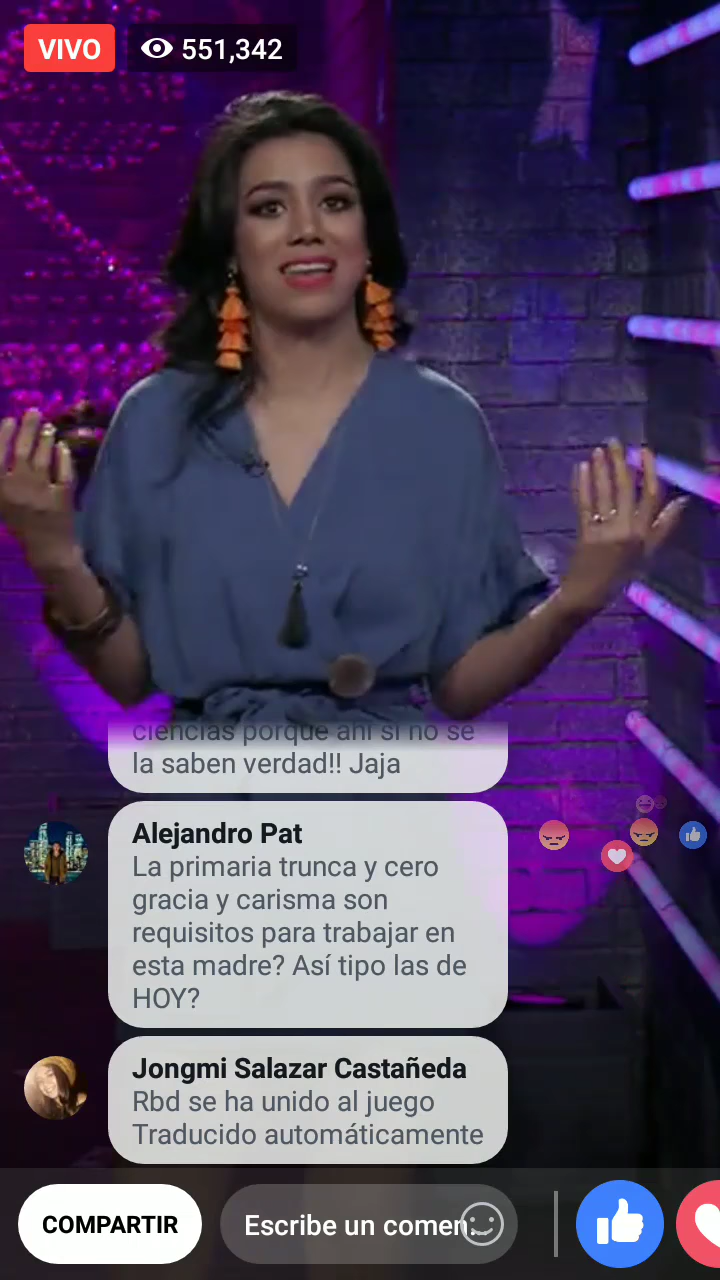 VIVO 551,342
ciencias porque ahí si no se
la saben verdad!! Jaja
Alejandro Pat
La primaria trunca y cero
gracia y carisma son
requisitos para trabajar en
esta madre? Así tipo las de
HOY?
Jongmi Salazar Castañeda
Rbd se ha unido al juego
Traducido automáticamente
COMPARTIR Escribe un comen.